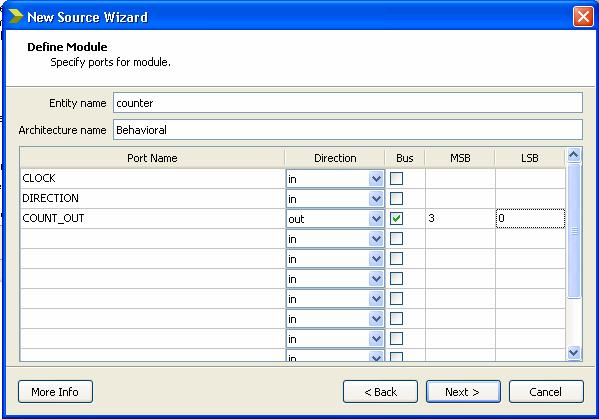 New Source Wizard
Define Module
Specify ports for module.
Entity name counter
Architecture name Behavioral
Port Name Direction Bus MSB LSB
CLOCK in
DIRECTION in
COUNT_OUT out 3 0
in
in
in
in
in
in
in
More Info < Back Next > Cancel